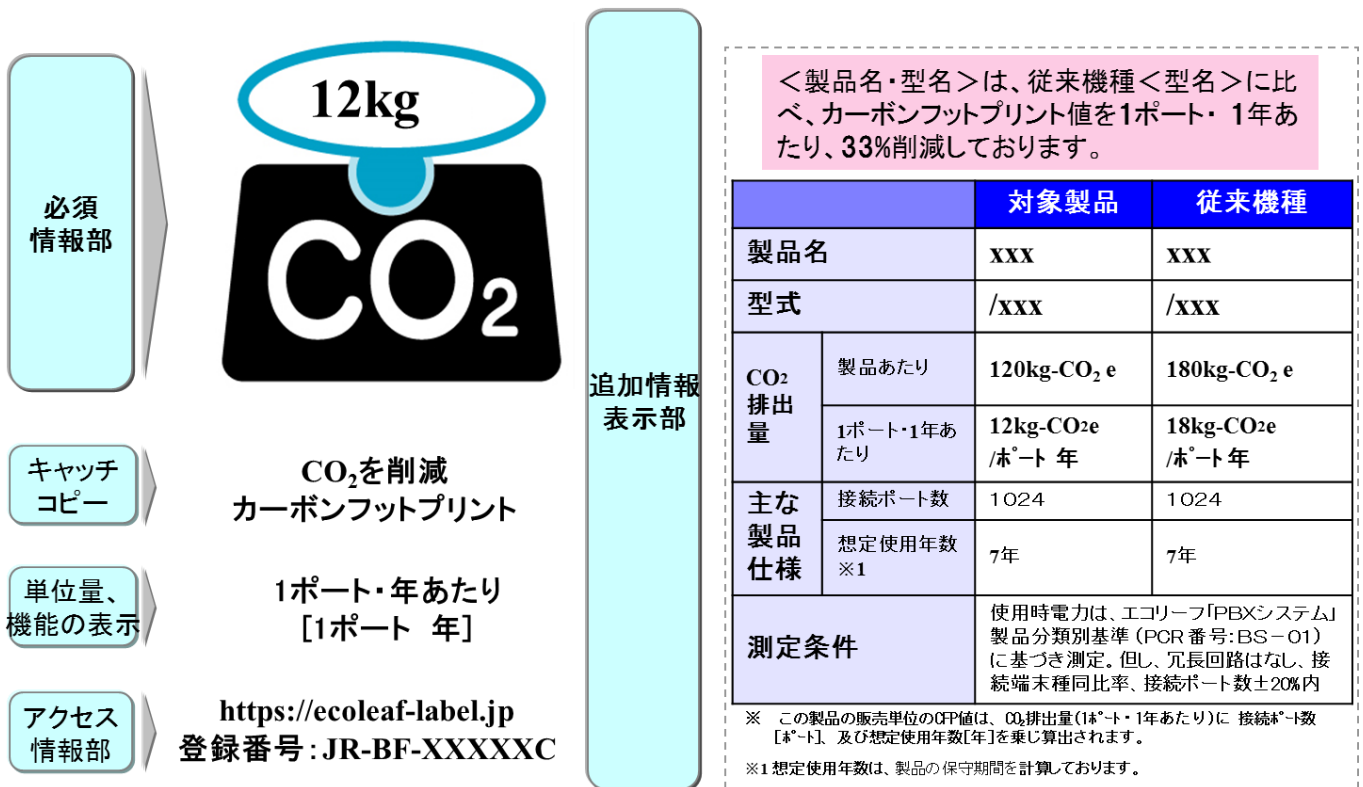 必須
情報部
12kg
CO2
キャッチ
コピー
CO2を削減
カーボンフットプリント
単位量、
機能の表示
1ポート・年あたり
[1ポート 年]
アクセス
情報部
https://ecoleaf-label.jp
登録番号:JR-BF-XXXXXC
追加情報
表示部
<製品名・型名>は、従来機種<型名>に比
べ、カーボンフットプリント値を1ポート・ 1年あ
たり、33%削減しております。
対象製品 従来機種
製品名 xxx xxx
型式 /xxx /xxx
CO2
排出
量
製品あたり 120kg-CO2 e 180kg-CO2 e
1ポート・1年あ
たり
12kg-CO2e
/ポート 年
18kg-CO2e
/ポート 年
主な
製品
仕様
接続ポート数 1024 1024
想定使用年数
※1
7年 7年
測定条件
使用時電力は、エコリーフ「PBXシステム」
製品分類別基準(PCR番号:BS-01)
に基づき測定。但し、冗長回路はなし、接
続端末種同比率、接続ポート数±20%内
※ この製品の販売単位のCFP値は、CO2排出量(1ポート・1年あたり)に 接続ポート数
[ポート]、及び想定使用年数[年]を乗じ算出されます。
※1 想定使用年数は、製品の保守期間を計算しております。